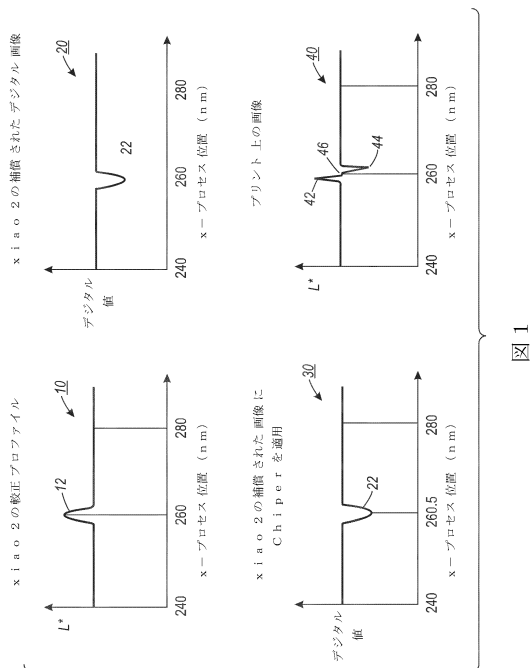 xiao2の較正プロファイル
10
12
L*
240
260
280
x-プロセス位置 (nm)
xiao2の補償されたデジタル画像
20
デジタル
値
22
240
260
280
x-プロセス位置 (nm)
xiao2の補償された画像に
Chiperを適用
30
デジタル
値
22
240
260.5
280
x-プロセス位置 (nm)
プリント上の画像
40
L*
42
46
44
240
260
280
x-プロセス位置 (nm)
図1